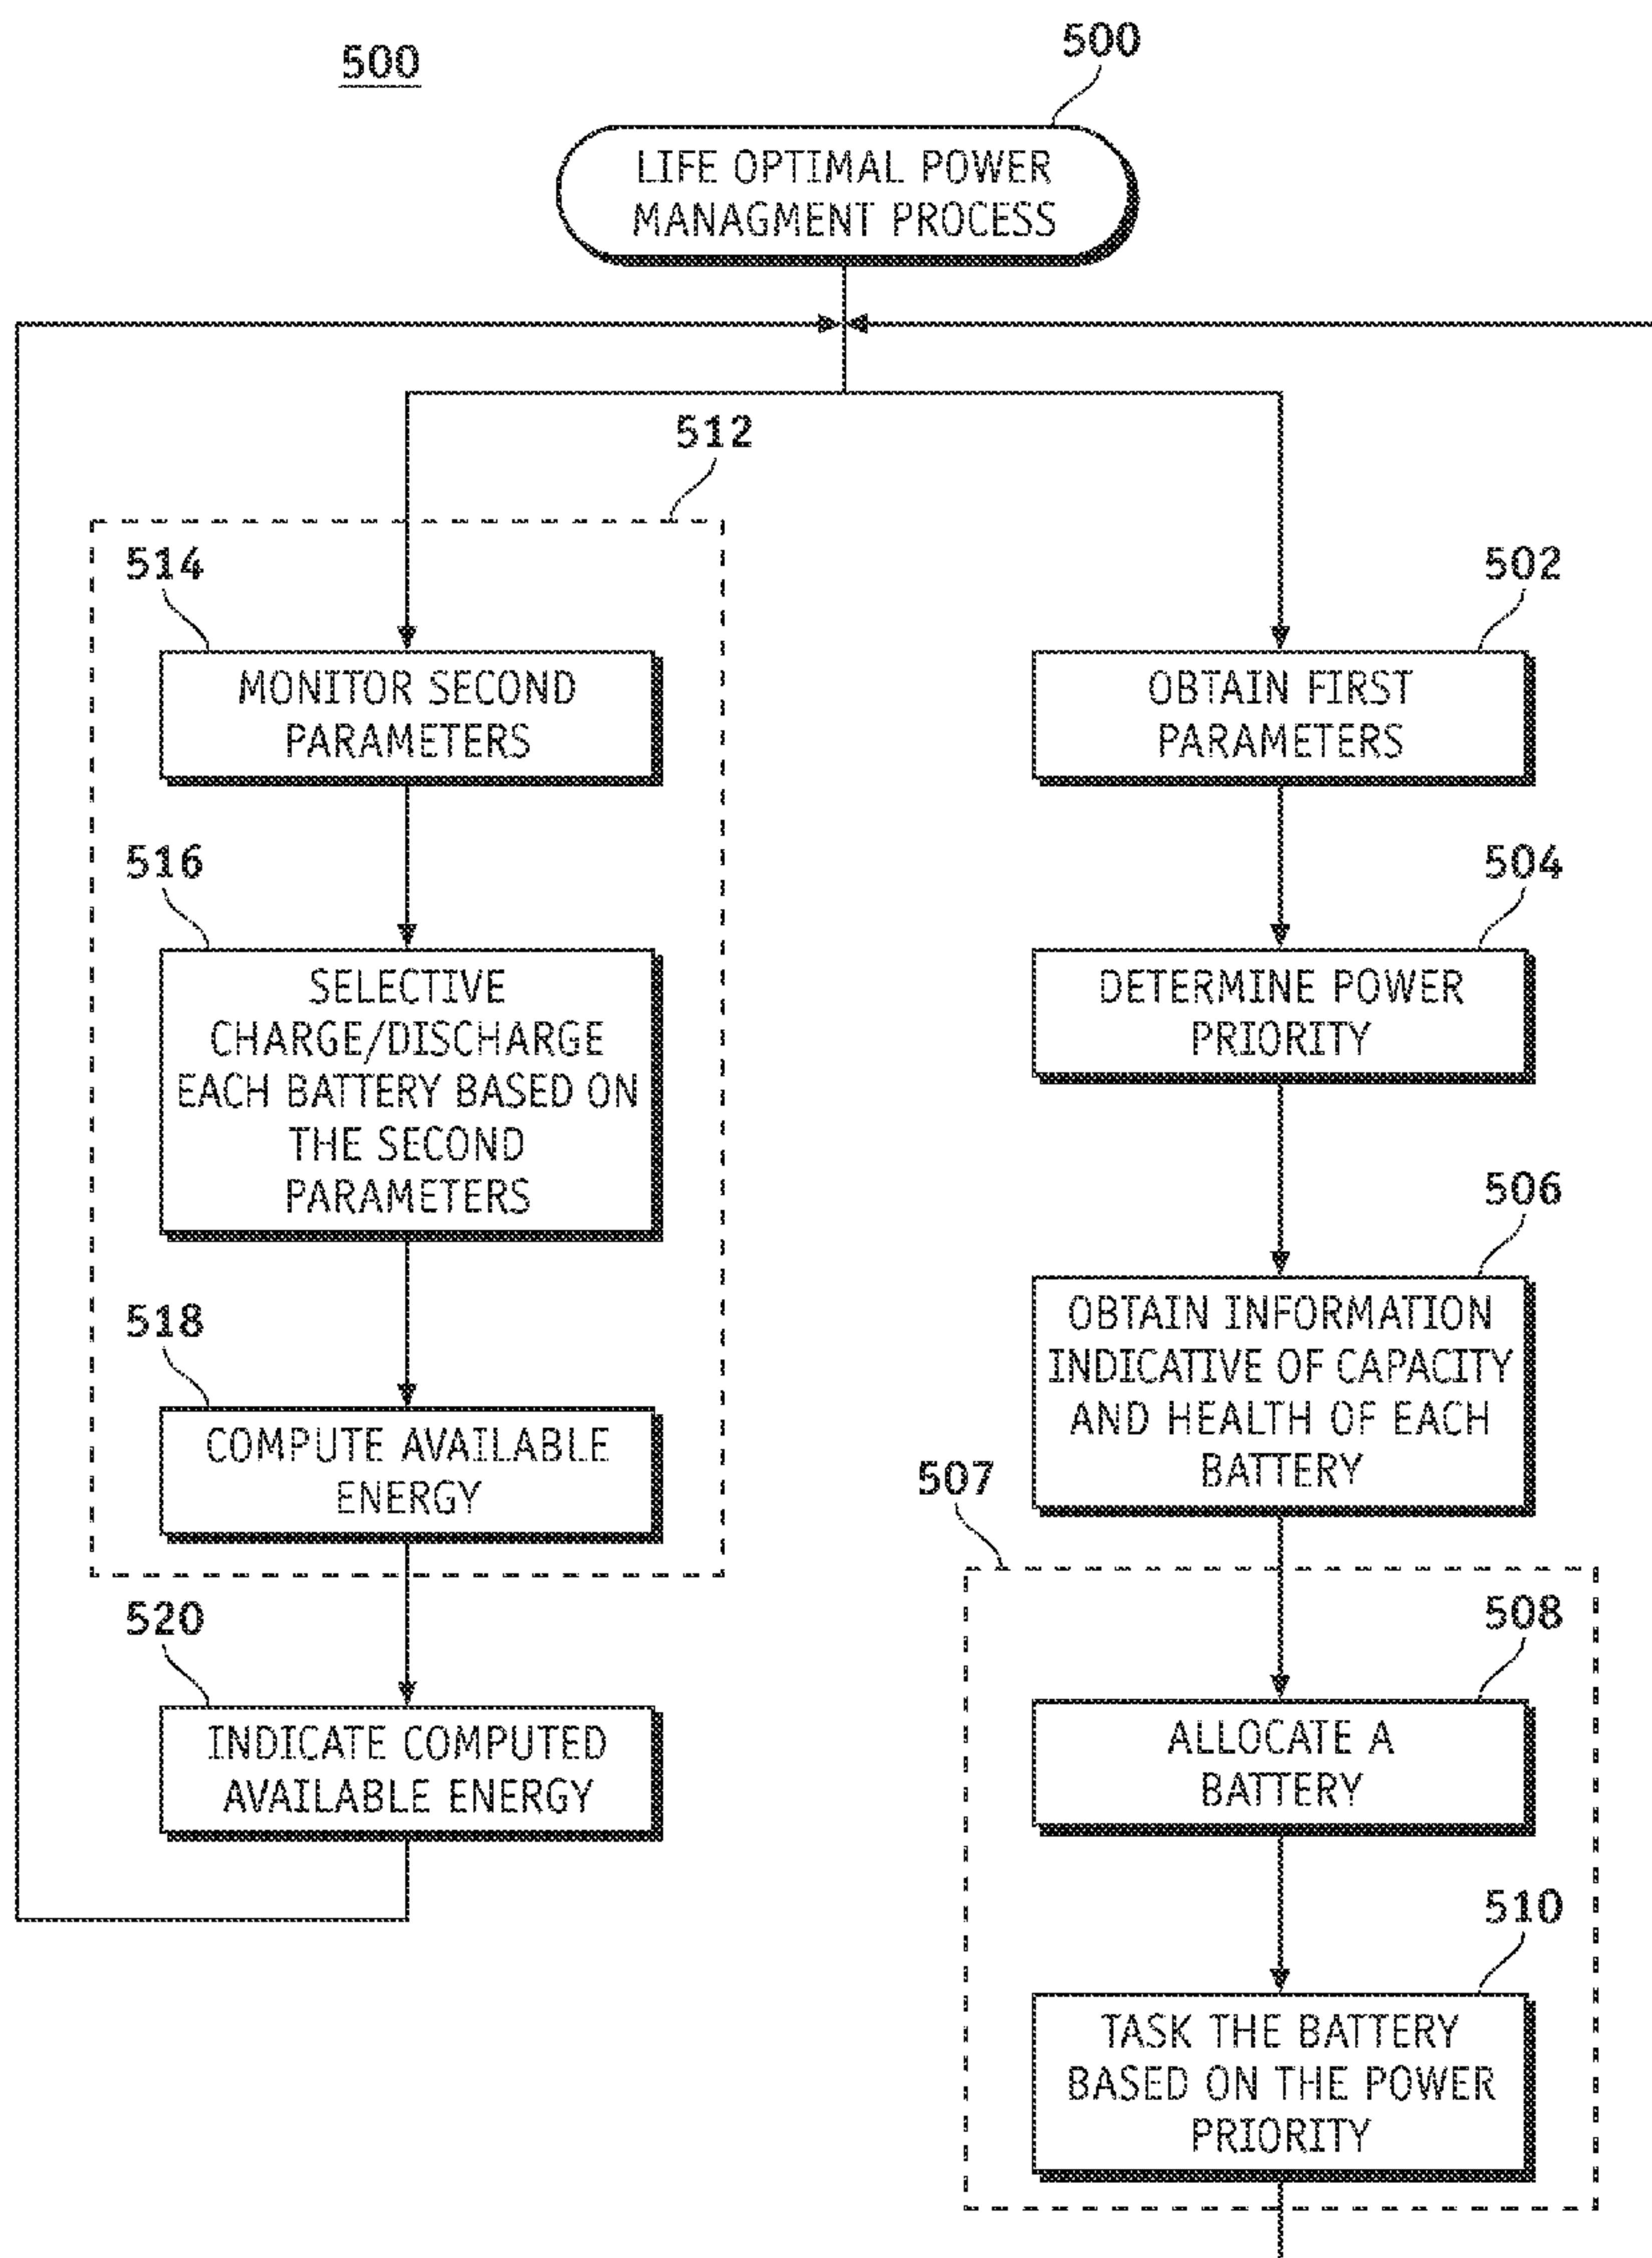 500
500
LIFE OPTIMAL POWER
MANAGMENT PROCESS
512
514
MONITOR SECOND
PARAMETERS
516
SELECTIVE
CHARGE/DISCHARGE
EACH BATTERY BASED ON
THE SECOND
PARAMETERS
518
COMPUTE AVAILABLE
ENERGY
520
INDICATE COMPUTED
AVAILABLE ENERGY
502
OBTAIN FIRST
PARAMETERS
504
DETERMINE POWER
PRIORITY
506
OBTAIN INFORMATION
INDICATIVE OF CAPACITY
AND HEALTH OF EACH
BATTERY
507
508
ALLOCATE A
BATTERY
510
TASK THE BATTERY
BASED ON THE POWER
PRIORITY